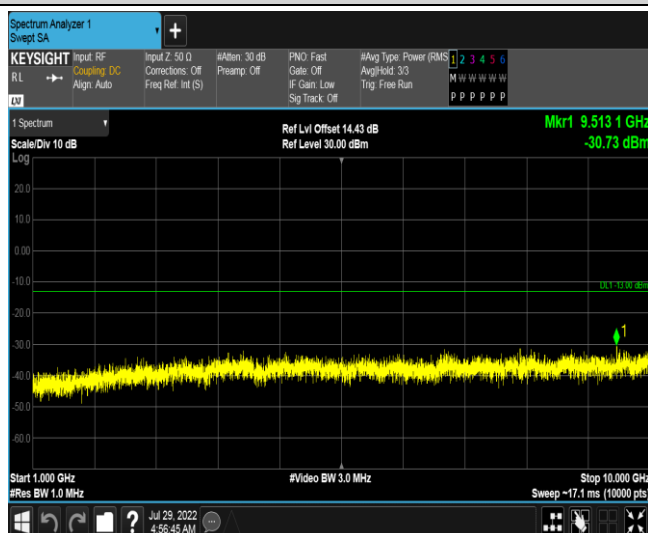 Spectrum Analyzer 1
Swept SA
+
KEYSIGHT
RL
LXI
Input: RF
Coupling: DC
Align: Auto
Input Z: 50 Ω
Corrections: Off
Freq Ref: Int (S)
#Atten: 30 dB
Preamp: Off
PNO: Fast
Gate: Off
IF Gain: Low
Sig Track: Off
#Avg Type: Power (RMS
Avg|Hold: 3/3
Trig: Free Run
1 2 3 4 5 6
M W W W W W
P P P P P P
1 Spectrum
Scale/Div 10 dB
Log
Ref Lvl Offset 14.43 dB
Ref Level 30.00 dBm
Mkr1 9.513 1 GHz
-30.73 dBm
20.0
10.0
0.00
-10.0
DL1 -13.00 dBm
-20.0
1
-30.0
-40.0
-50.0
-60.0
Start 1.000 GHz
#Video BW 3.0 MHz
Stop 10.000 GHz
#Res BW 1.0 MHz
Sweep ~17.1 ms (10000 pts)
?
Jul 29, 2022
4:56:45 AM